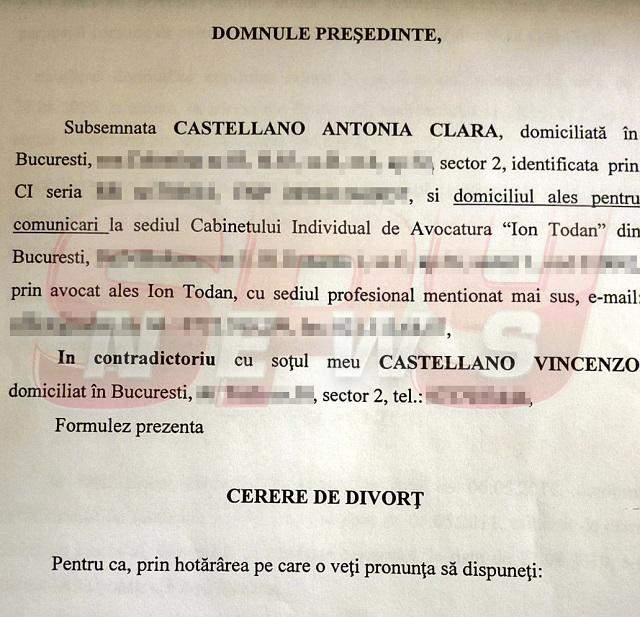 DOMNULE PREŞEDINTE,
Subsemnata CASTELLANO ANTONIA CLARA, domiciliată în
Bucuresti, sector 2, identificata prin
CI seria , si domiciliul ales pentru
comunicari la sediul Cabinetului Individual de Avocatura “Ion Todan” din
Bucuresti,
prin avocat ales Ion Todan, cu sediul profesional mentionat mai sus, e-mail:
In contradictoriu cu soţul meu CASTELLANO VINCENZO
domiciliat în Bucuresti, , sector 2, tel.: ,
Formulez prezenta
CERERE DE DIVORŢ
Pentru ca, prin hotărârea pe care o veţi pronunţa să dispuneţi:
SPY
NEWS